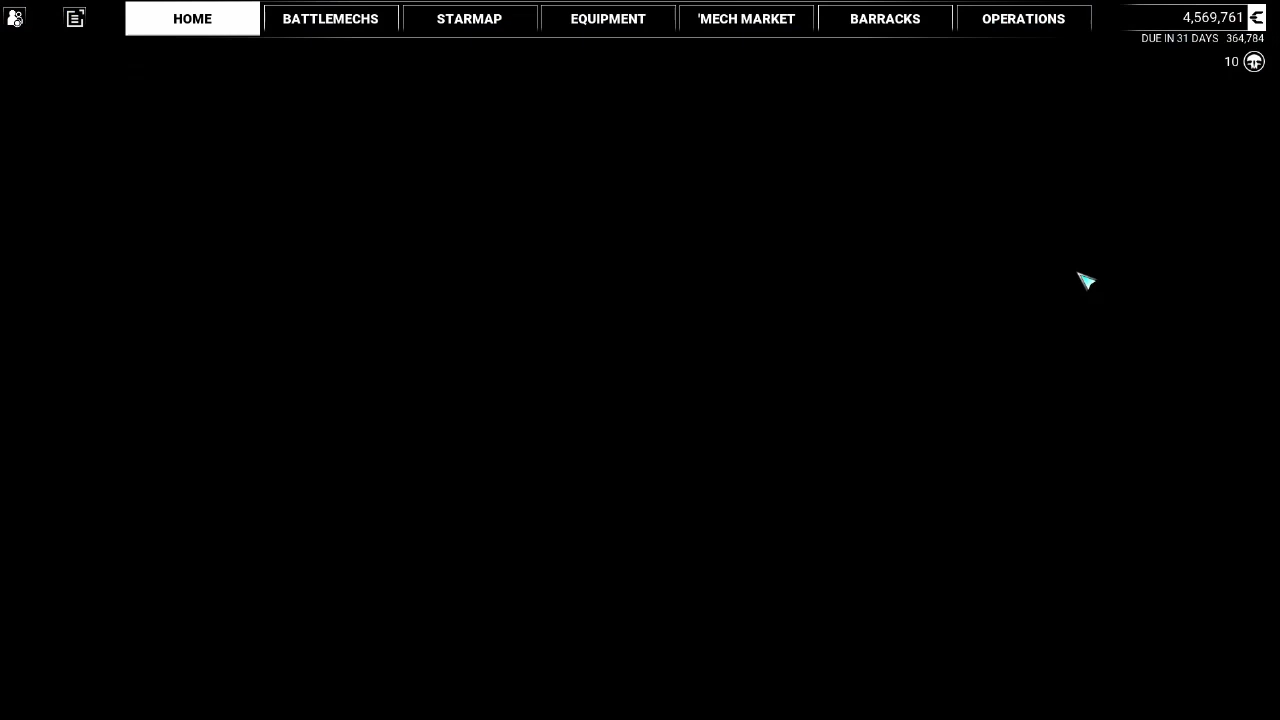 HOME BATTLEMECHS STARMAP EQUIPMENT 'MECH MARKET BARRACKS OPERATIONS 4,569,761
DUE IN 31 DAYS 364,784
10